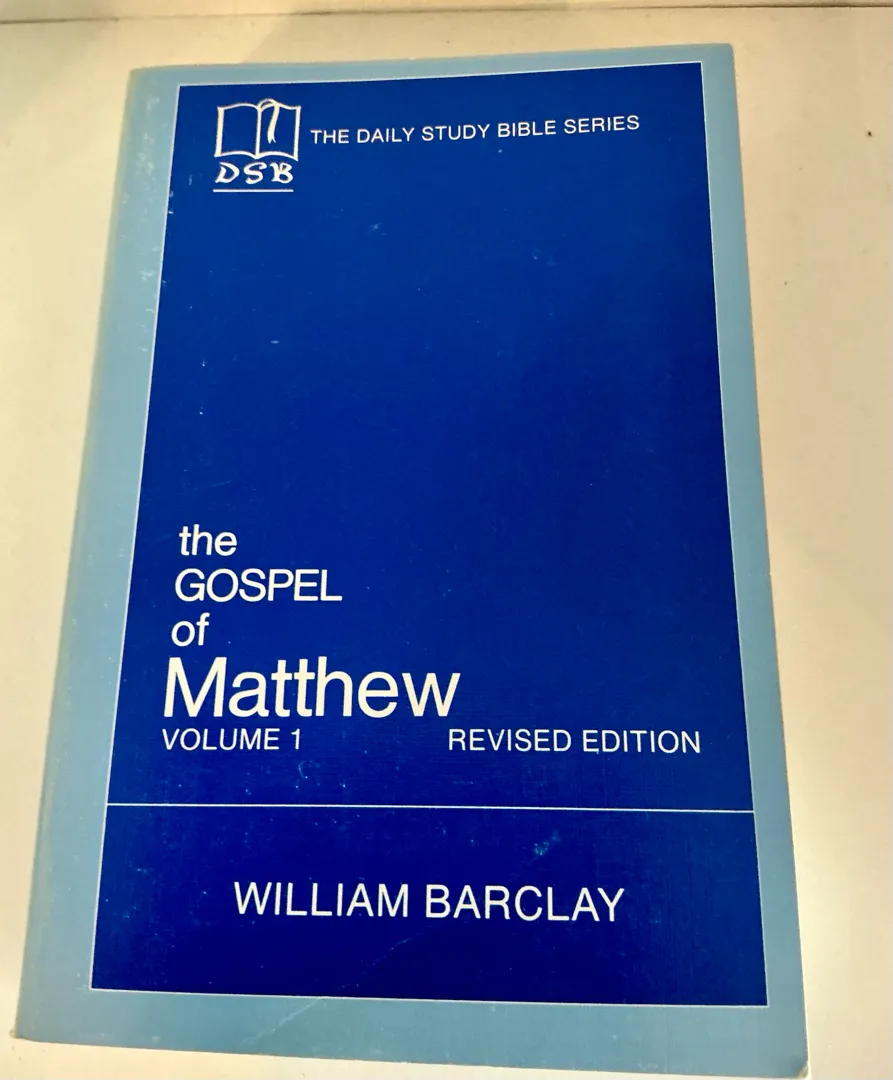 THE DAILY STUDY BIBLE SERIES
DSB
the
GOSPEL
of
Matthew
VOLUME 1 REVISED EDITION
WILLIAM BARCLAY